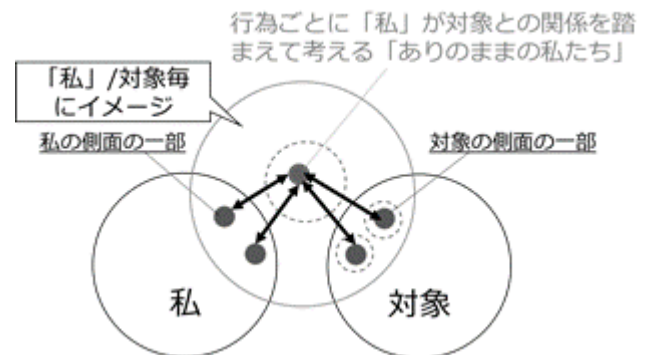 行為ごとに「私」が対象との関係を踏
まえて考える「ありのままの私たち」
「私」/対象毎
にイメージ
私の側面の一部
対象の側面の一部
私
対象